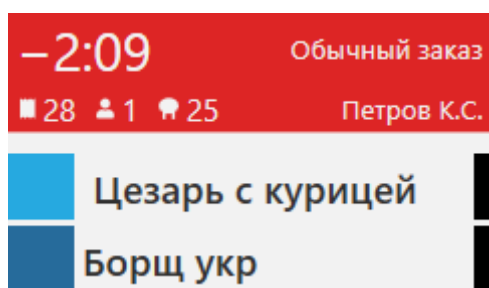 –2:09 Обычный заказ
28 1 25 Петров К.С.
Цезарь с курицей
Борщ укр